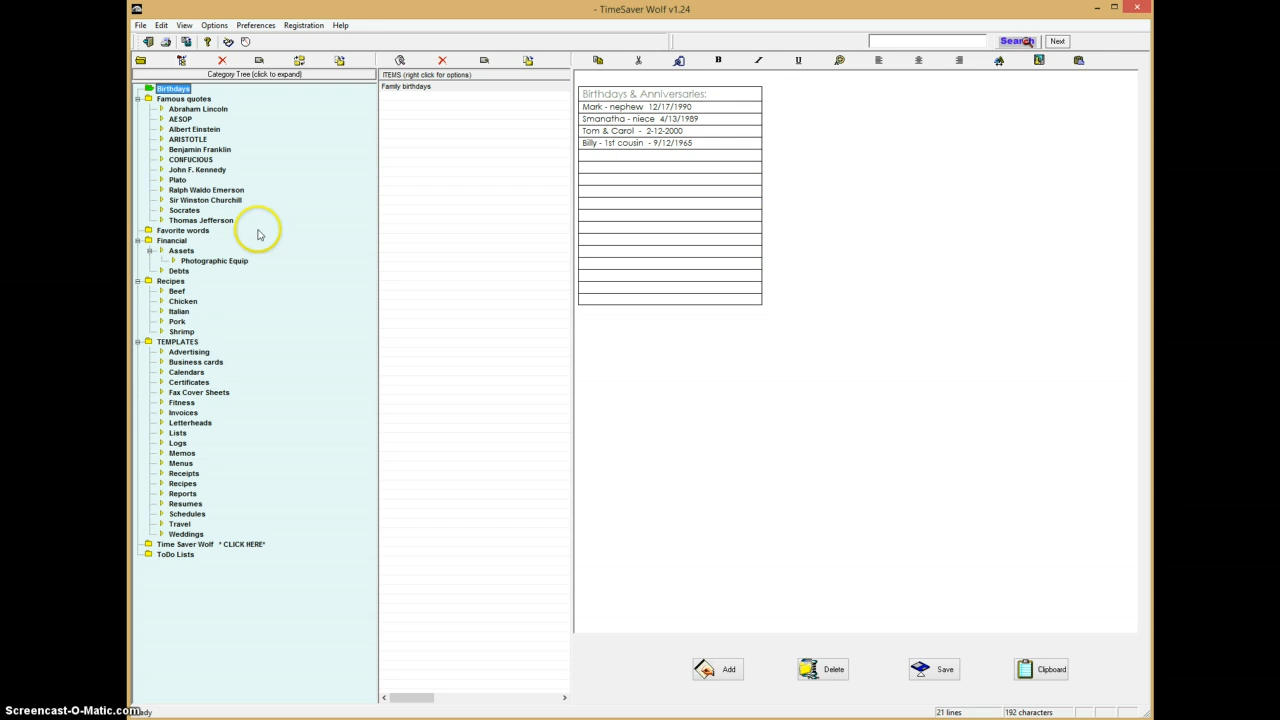 - TimeSaver Wolf v1.24
File Edit View Options Preferences Registration Help
Search Next
B I U
Category Tree (click to expand)
Birthdays
Famous quotes
Abraham Lincoln
AESOP
Albert Einstein
ARISTOTLE
Benjamin Franklin
CONFUCIOUS
John F. Kennedy
Plato
Ralph Waldo Emerson
Sir Winston Churchill
Socrates
Thomas Jefferson
Favorite words
Financial
Assets
Photographic Equip
Debts
Recipes
Beef
Chicken
Italian
Pork
Shrimp
TEMPLATES
Advertising
Business cards
Calendars
Certificates
Fax Cover Sheets
Fitness
Invoices
Letterheads
Lists
Logs
Memos
Menus
Receipts
Recipes
Reports
Resumes
Schedules
Travel
Weddings
Time Saver Wolf * CLICK HERE*
ToDo Lists
ITEMS (right click for options)
Family birthdays
Birthdays & Anniversaries:
Mark - nephew 12/17/1990
Smanatha - niece 4/13/1989
Tom & Carol - 2-12-2000
Billy - 1st cousin - 9/12/1965
Add Delete Save Clipboard
21 lines 192 characters
Screencast-O-Matic.com